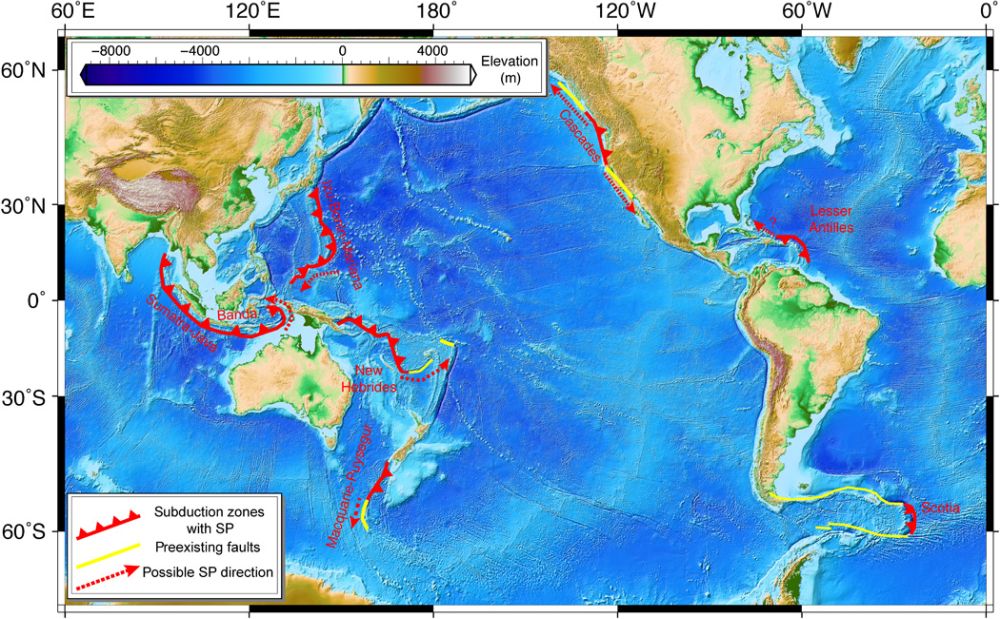 60°E 120°E 180° 120°W 60°W 0°
−8000 −4000 0 4000 Elevation
(m)
60°N
30°N
0°
30°S
60°S
Cascades
Izu-Bonin-Mariana
?
Lesser
Antilles
Sumatra-Java
Banda
New
Hebrides
Macquarie-Puysegur
Scotia
Subduction zones
with SP
Preexisting faults
Possible SP direction